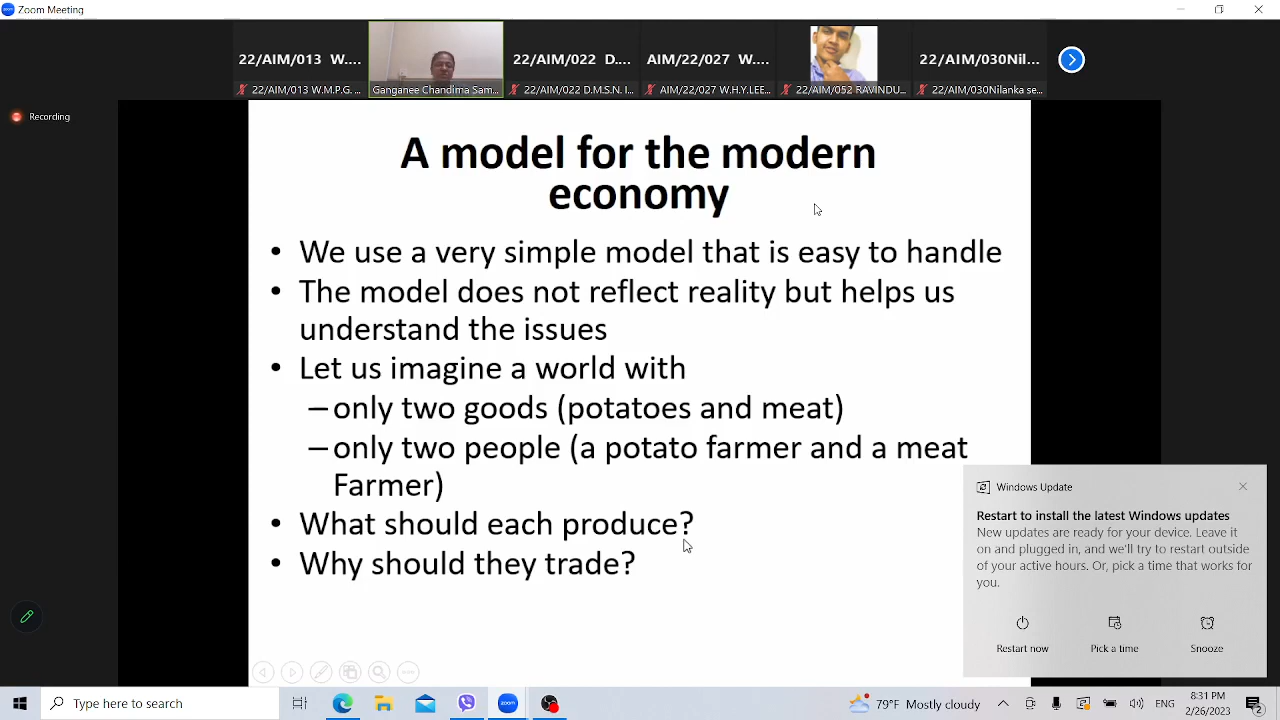 Zoom Meeting
22/AIM/013 W....
22/AIM/022 D....
AIM/22/027 W....
22/AIM/030Nil...
22/AIM/013 W.M.P.G. ...
Ganganee Chandima Sam...
22/AIM/022 D.M.S.N. I...
AIM/22/027 W.H.Y.LEE...
22/AIM/052 RAVINDU...
22/AIM/030Nilanka se...
Recording
A model for the modern
economy
• We use a very simple model that is easy to handle
• The model does not reflect reality but helps us
understand the issues
• Let us imagine a world with
–only two goods (potatoes and meat)
–only two people (a potato farmer and a meat
Farmer)
• What should each produce?
• Why should they trade?
Windows Update
Restart to install the latest Windows updates
New updates are ready for your device. Leave it
on and plugged in, and we'll try to restart outside
of your active hours. Or, pick a time that works for
you.
Restart now
Pick a time
Snooze
Type here to search
zoom
79°F Mostly cloudy
8:31 PM
2/26/2023
2